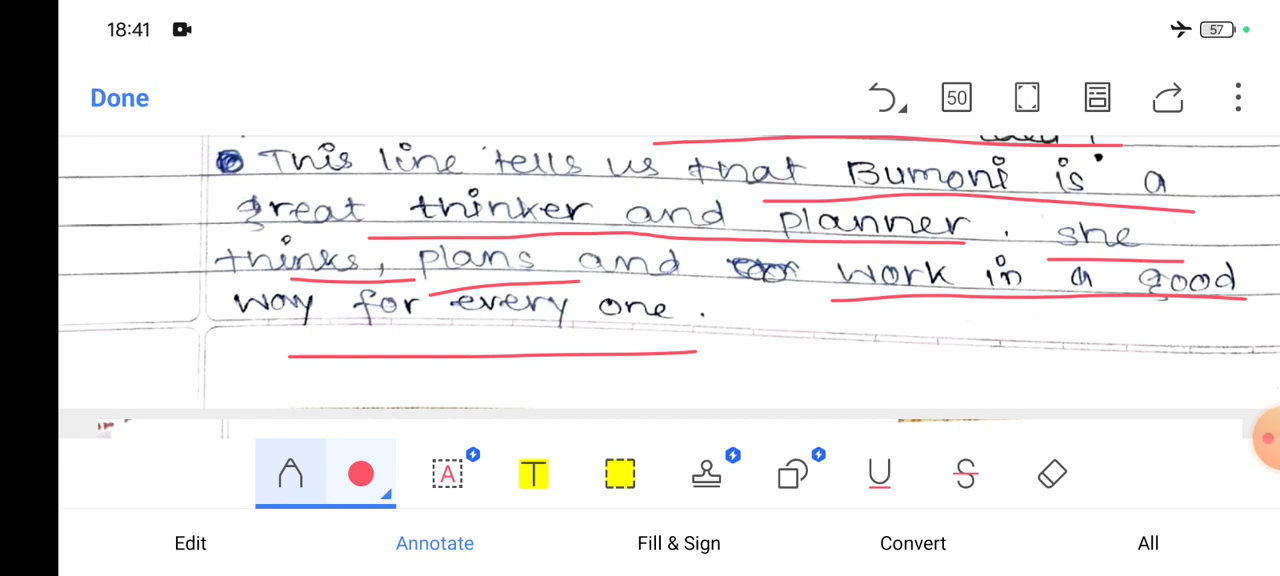 18:41
57
Done
50
This line tells us that Bumoni is a
great thinker and planner. she
thinks, plans and work in a good
way for every one.
A
T
U
S
Edit
Annotate
Fill & Sign
Convert
All